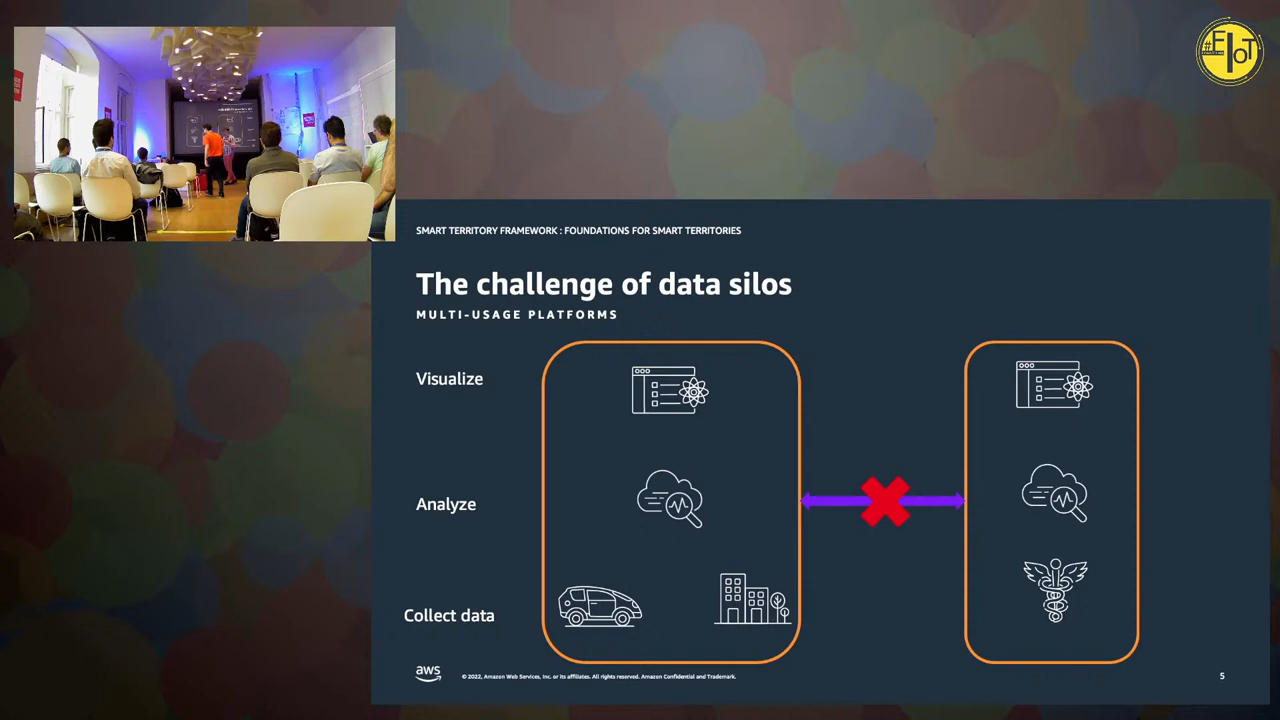 SMART TERRITORY FRAMEWORK : FOUNDATIONS FOR SMART TERRITORIES
The challenge of data silos
MULTI-USAGE PLATFORMS
Visualize
Analyze
Collect data
aws
© 2022, Amazon Web Services, Inc. or its affiliates. All rights reserved. Amazon Confidential and Trademark.
5